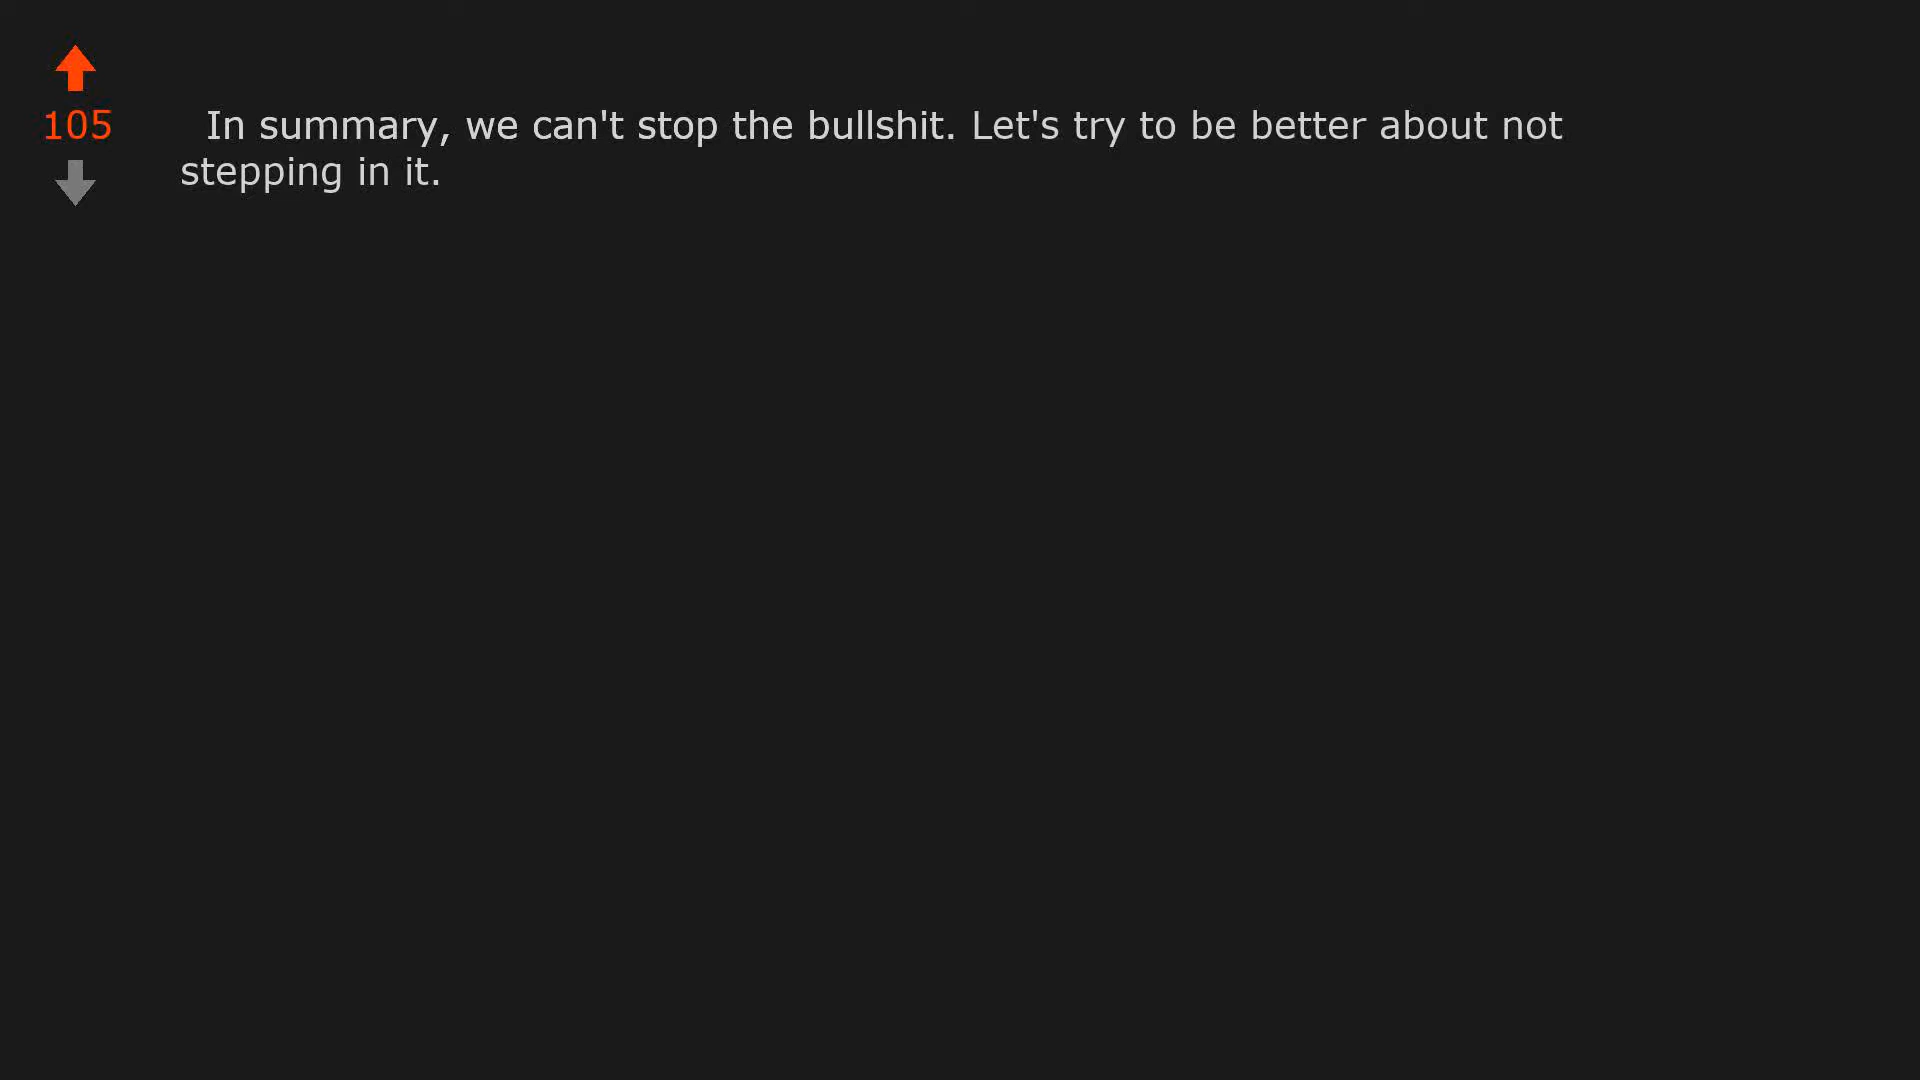 105
In summary, we can't stop the bullshit. Let's try to be better about not
stepping in it.